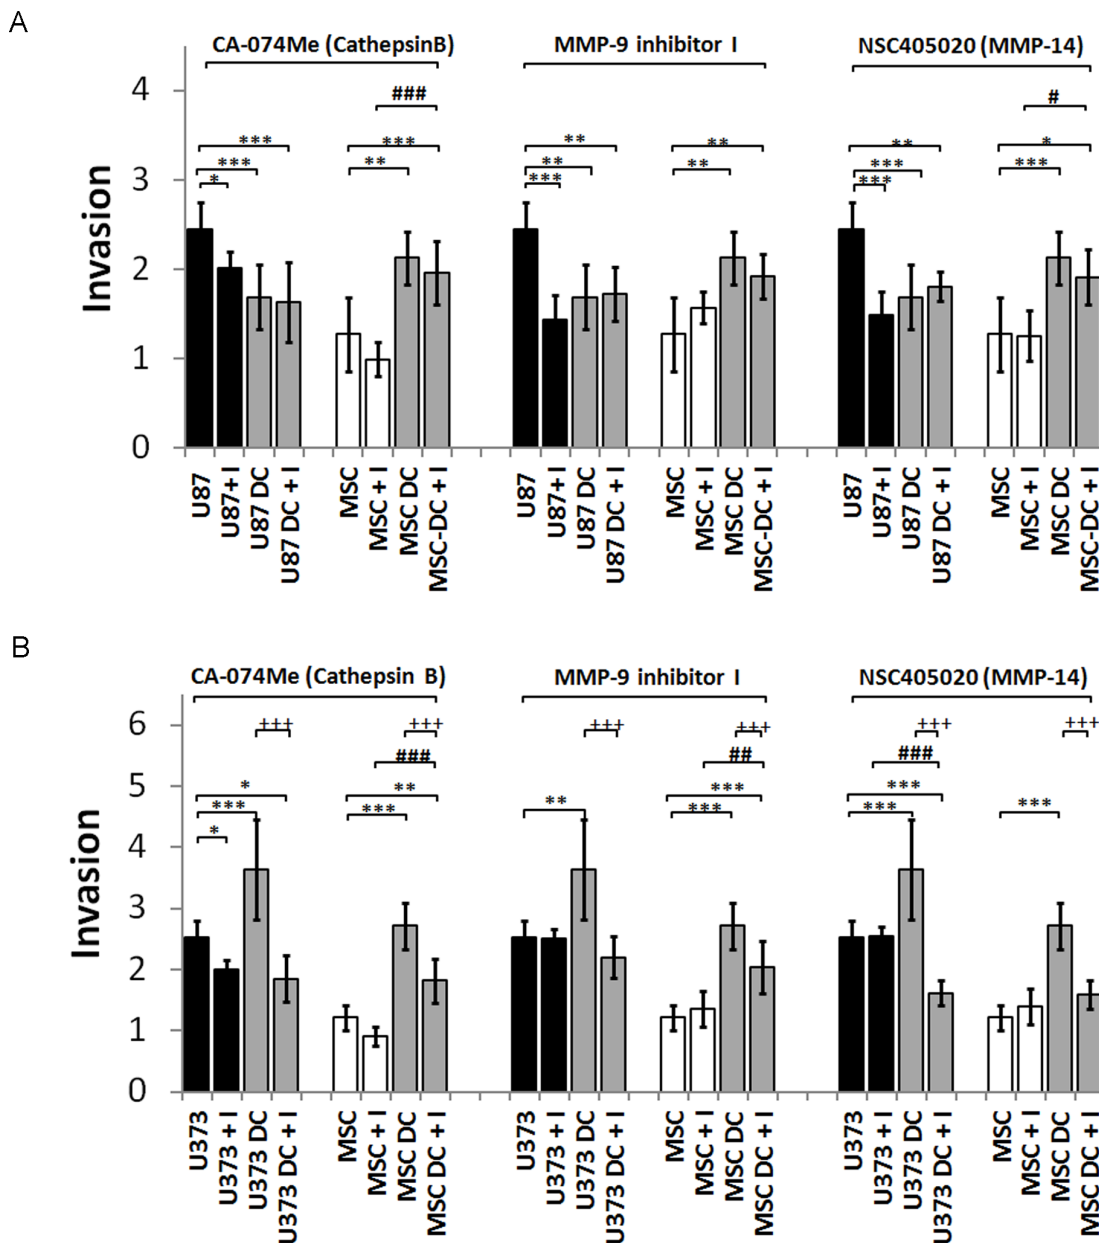 A
CA-074Me (CathepsinB)
MMP-9 inhibitor I
NSC405020 (MMP-14)
###
#
***
***
**
**
**
*
***
**
**
**
***
***
*
***
***
Invasion
4
3
2
1
0
U87
U87+ I
U87 DC
U87 DC + I
MSC
MSC + I
MSC DC
MSC-DC + I
U87
U87+ I
U87 DC
U87 DC + I
MSC
MSC + I
MSC DC
MSC-DC + I
U87
U87+ I
U87 DC
U87 DC + I
MSC
MSC + I
MSC DC
MSC-DC + I
B
CA-074Me (Cathepsin B)
MMP-9 inhibitor I
NSC405020 (MMP-14)
+++
+++
+++
+++
+++
+++
###
##
###
*
**
***
***
***
***
**
***
***
***
*
Invasion
6
5
4
3
2
1
0
U373
U373 + I
U373 DC
U373 DC + I
MSC
MSC + I
MSC DC
MSC DC + I
U373
U373 + I
U373 DC
U373 DC + I
MSC
MSC + I
MSC DC
MSC DC + I
U373
U373 + I
U373 DC
U373 DC + I
MSC
MSC + I
MSC DC
MSC DC + I